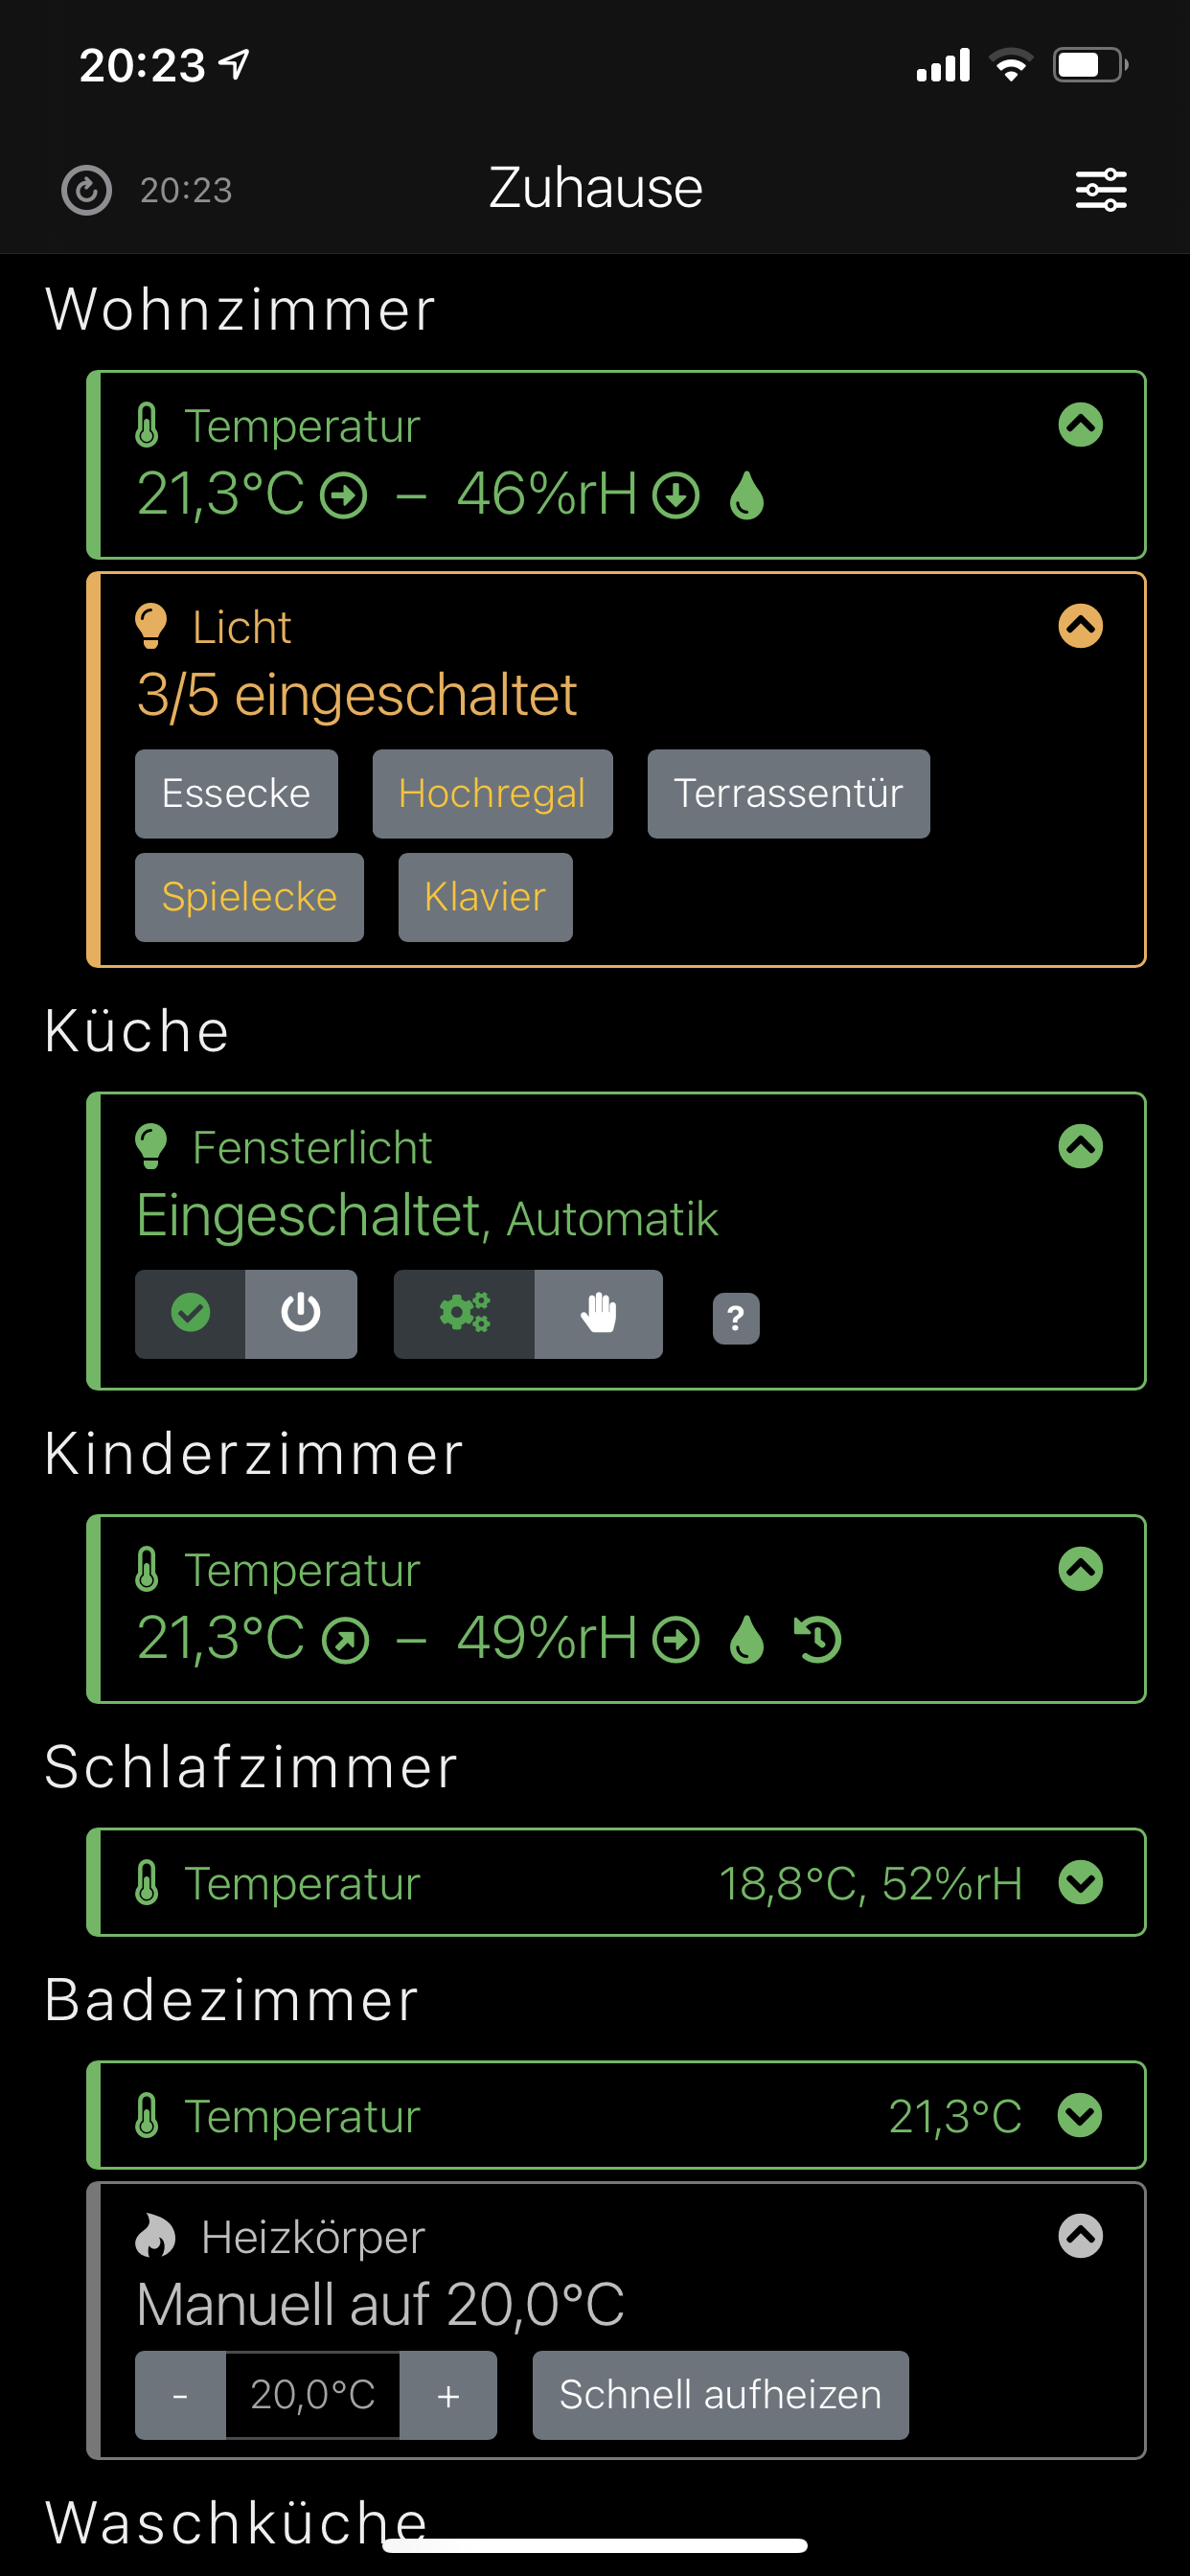 20:23
20:23 Zuhause
Wohnzimmer
Temperatur
21,3°C – 46%rH
Licht
3/5 eingeschaltet
Essecke Hochregal Terrassentür
Spielecke Klavier
Küche
Fensterlicht
Eingeschaltet, Automatik
?
Kinderzimmer
Temperatur
21,3°C – 49%rH
Schlafzimmer
Temperatur 18,8°C, 52%rH
Badezimmer
Temperatur 21,3°C
Heizkörper
Manuell auf 20,0°C
- 20,0°C + Schnell aufheizen
Waschküche